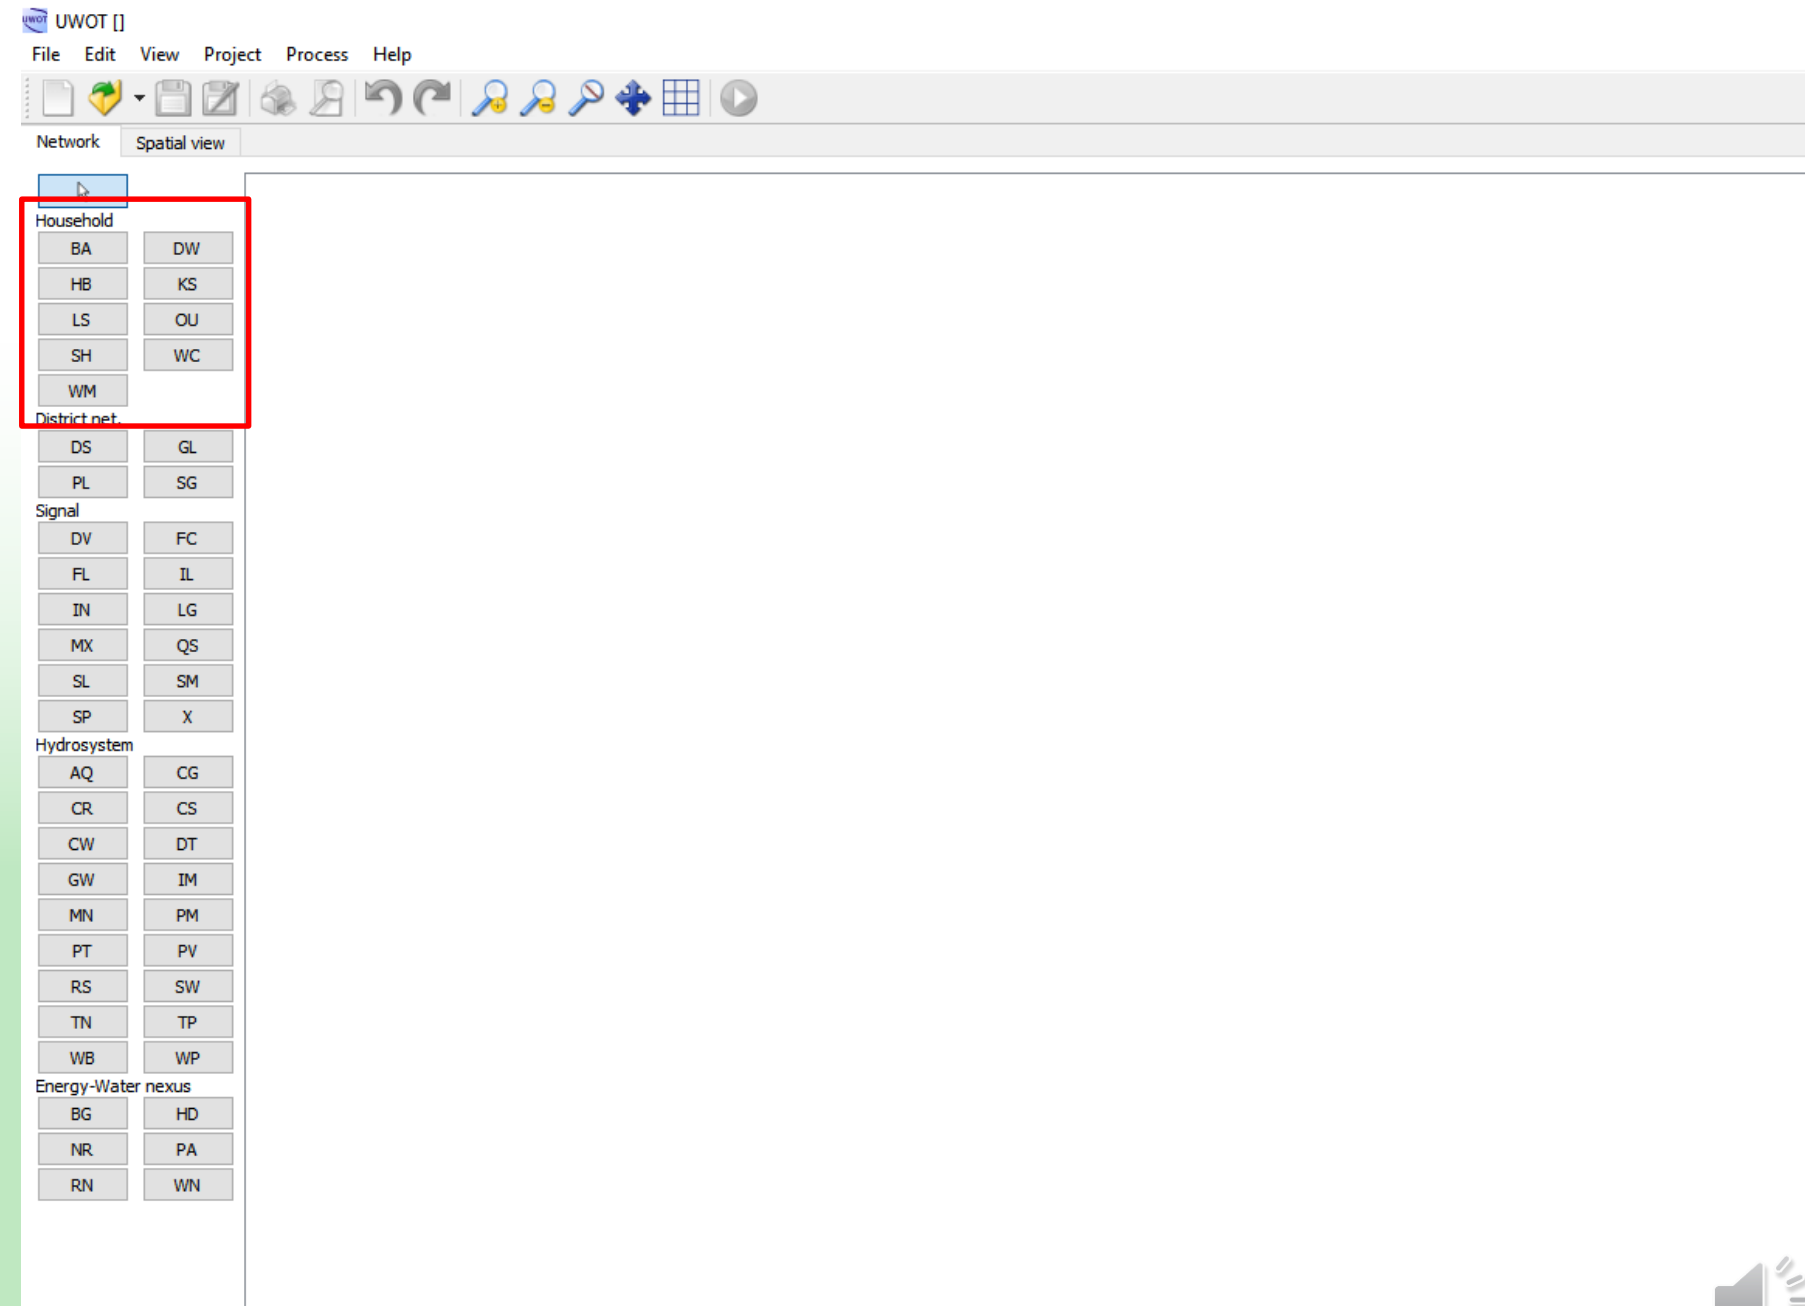 UWOT UWOT []
File Edit View Project Process Help
Network Spatial view
Household
BA DW
HB KS
LS OU
SH WC
WM
District net.
DS GL
PL SG
Signal
DV FC
FL IL
IN LG
MX QS
SL SM
SP X
Hydrosystem
AQ CG
CR CS
CW DT
GW IM
MN PM
PT PV
RS SW
TN TP
WB WP
Energy-Water nexus
BG HD
NR PA
RN WN